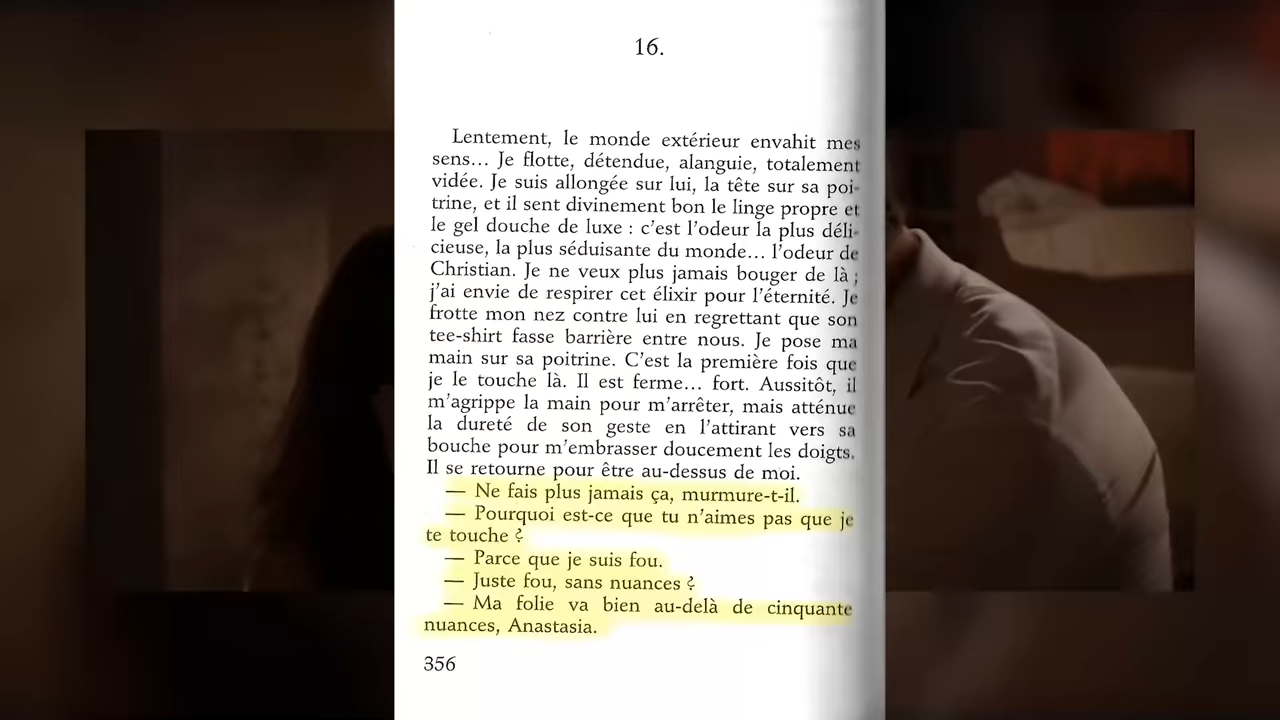 16.
Lentement, le monde extérieur envahit mes
sens... Je flotte, détendue, alanguie, totalement
vidée. Je suis allongée sur lui, la tête sur sa poi-
trine, et il sent divinement bon le linge propre et
le gel douche de luxe : c'est l'odeur la plus déli-
cieuse, la plus séduisante du monde... l'odeur de
Christian. Je ne veux plus jamais bouger de là ;
j'ai envie de respirer cet élixir pour l'éternité. Je
frotte mon nez contre lui en regrettant que son
tee-shirt fasse barrière entre nous. Je pose ma
main sur sa poitrine. C'est la première fois que
je le touche là. Il est ferme... fort. Aussitôt, il
m'agrippe la main pour m'arrêter, mais atténue
la dureté de son geste en l'attirant vers sa
bouche pour m'embrasser doucement les doigts.
Il se retourne pour être au-dessus de moi.
— Ne fais plus jamais ça, murmure-t-il.
— Pourquoi est-ce que tu n'aimes pas que je
te touche ?
— Parce que je suis fou.
— Juste fou, sans nuances ?
— Ma folie va bien au-delà de cinquante
nuances, Anastasia.
356